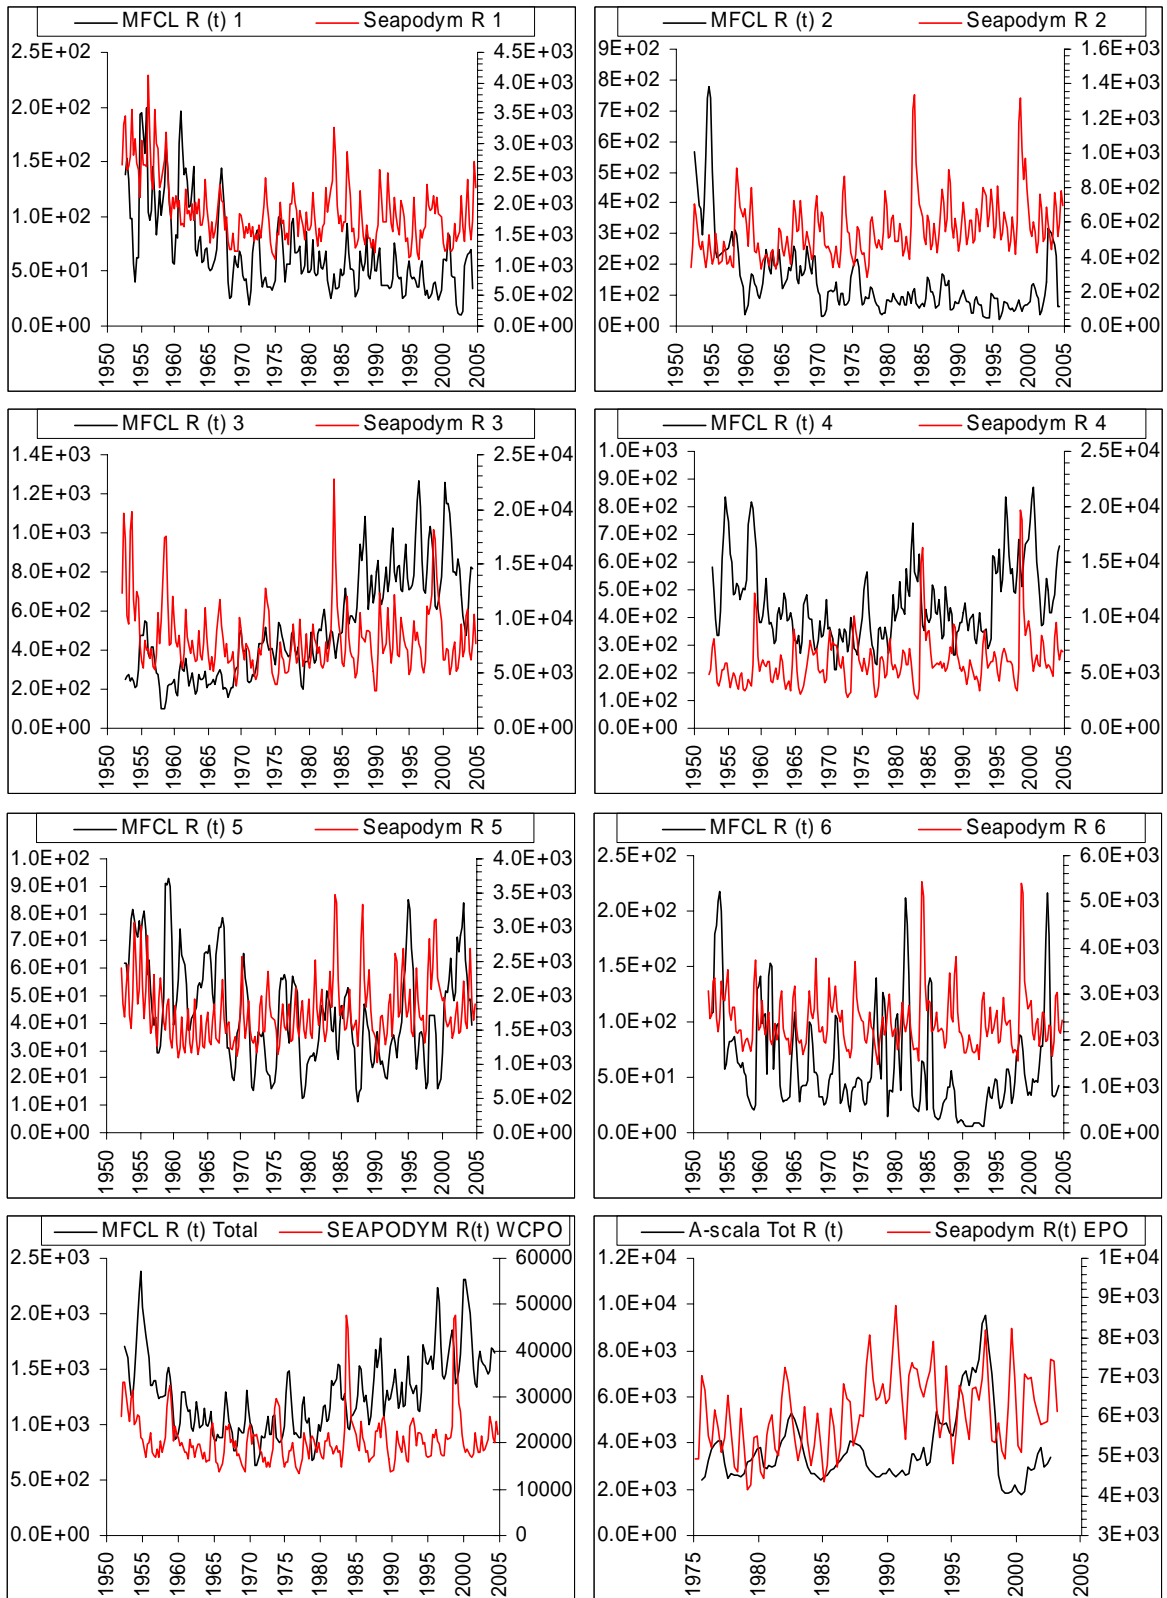 MFCL R (t) 1 Seapodym R 1
2.5E+02
2.0E+02
1.5E+02
1.0E+02
5.0E+01
0.0E+00
4.5E+03
4.0E+03
3.5E+03
3.0E+03
2.5E+03
2.0E+03
1.5E+03
1.0E+03
5.0E+02
0.0E+00
1950 1955 1960 1965 1970 1975 1980 1985 1990 1995 2000 2005
MFCL R (t) 2 Seapodym R 2
9E+02
8E+02
7E+02
6E+02
5E+02
4E+02
3E+02
2E+02
1E+02
0E+00
1.6E+03
1.4E+03
1.2E+03
1.0E+03
8.0E+02
6.0E+02
4.0E+02
2.0E+02
0.0E+00
1950 1955 1960 1965 1970 1975 1980 1985 1990 1995 2000 2005
MFCL R (t) 3 Seapodym R 3
1.4E+03
1.2E+03
1.0E+03
8.0E+02
6.0E+02
4.0E+02
2.0E+02
0.0E+00
2.5E+04
2.0E+04
1.5E+04
1.0E+04
5.0E+03
0.0E+00
1950 1955 1960 1965 1970 1975 1980 1985 1990 1995 2000 2005
MFCL R (t) 4 Seapodym R 4
1.0E+03
9.0E+02
8.0E+02
7.0E+02
6.0E+02
5.0E+02
4.0E+02
3.0E+02
2.0E+02
1.0E+02
0.0E+00
2.5E+04
2.0E+04
1.5E+04
1.0E+04
5.0E+03
0.0E+00
1950 1955 1960 1965 1970 1975 1980 1985 1990 1995 2000 2005
MFCL R (t) 5 Seapodym R 5
1.0E+02
9.0E+01
8.0E+01
7.0E+01
6.0E+01
5.0E+01
4.0E+01
3.0E+01
2.0E+01
1.0E+01
0.0E+00
4.0E+03
3.5E+03
3.0E+03
2.5E+03
2.0E+03
1.5E+03
1.0E+03
5.0E+02
0.0E+00
1950 1955 1960 1965 1970 1975 1980 1985 1990 1995 2000 2005
MFCL R (t) 6 Seapodym R 6
2.5E+02
2.0E+02
1.5E+02
1.0E+02
5.0E+01
0.0E+00
6.0E+03
5.0E+03
4.0E+03
3.0E+03
2.0E+03
1.0E+03
0.0E+00
1950 1955 1960 1965 1970 1975 1980 1985 1990 1995 2000 2005
MFCL R (t) Total SEAPODYM R(t) WCPO
2.5E+03
2.0E+03
1.5E+03
1.0E+03
5.0E+02
0.0E+00
60000
50000
40000
30000
20000
10000
0
1950 1955 1960 1965 1970 1975 1980 1985 1990 1995 2000 2005
A-scala Tot R (t) Seapodym R(t) EPO
1.2E+04
1.0E+04
8.0E+03
6.0E+03
4.0E+03
2.0E+03
0.0E+00
1E+04
9E+03
8E+03
7E+03
6E+03
5E+03
4E+03
3E+03
1975 1980 1985 1990 1995 2000 2005